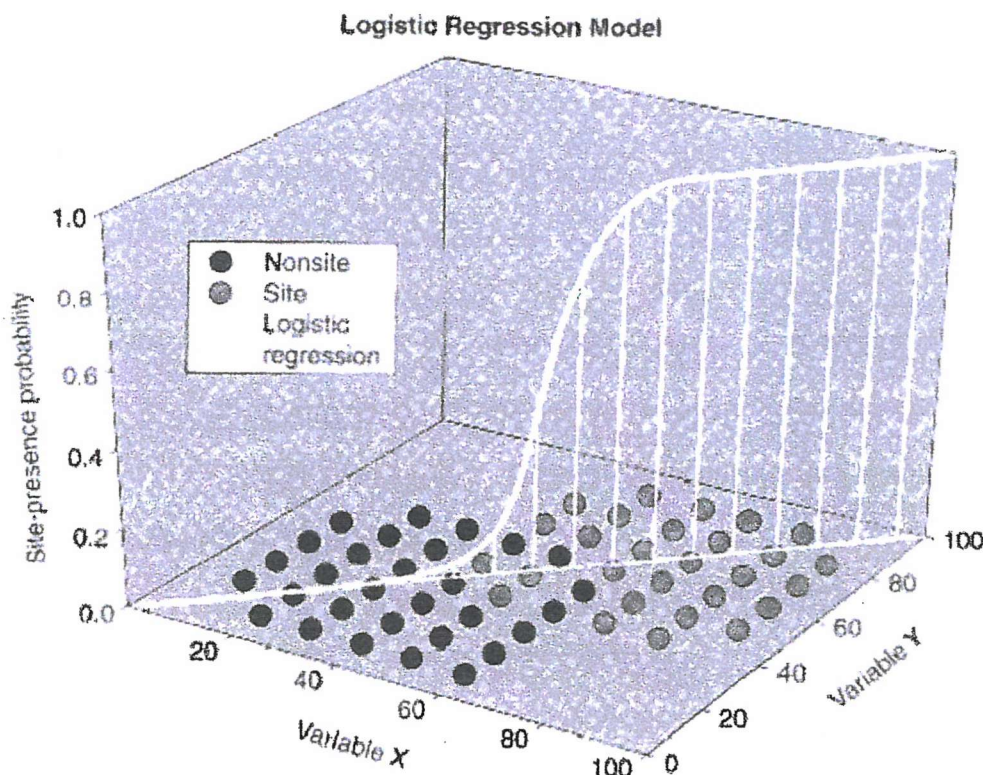 Logistic Regression Model
1.0
0.8
0.6
0.4
0.2
0.0
Site-presence probability
Nonsite
Site
Logistic
regression
20
40
60
80
100
Variable X
0
20
40
60
80
100
Variable Y